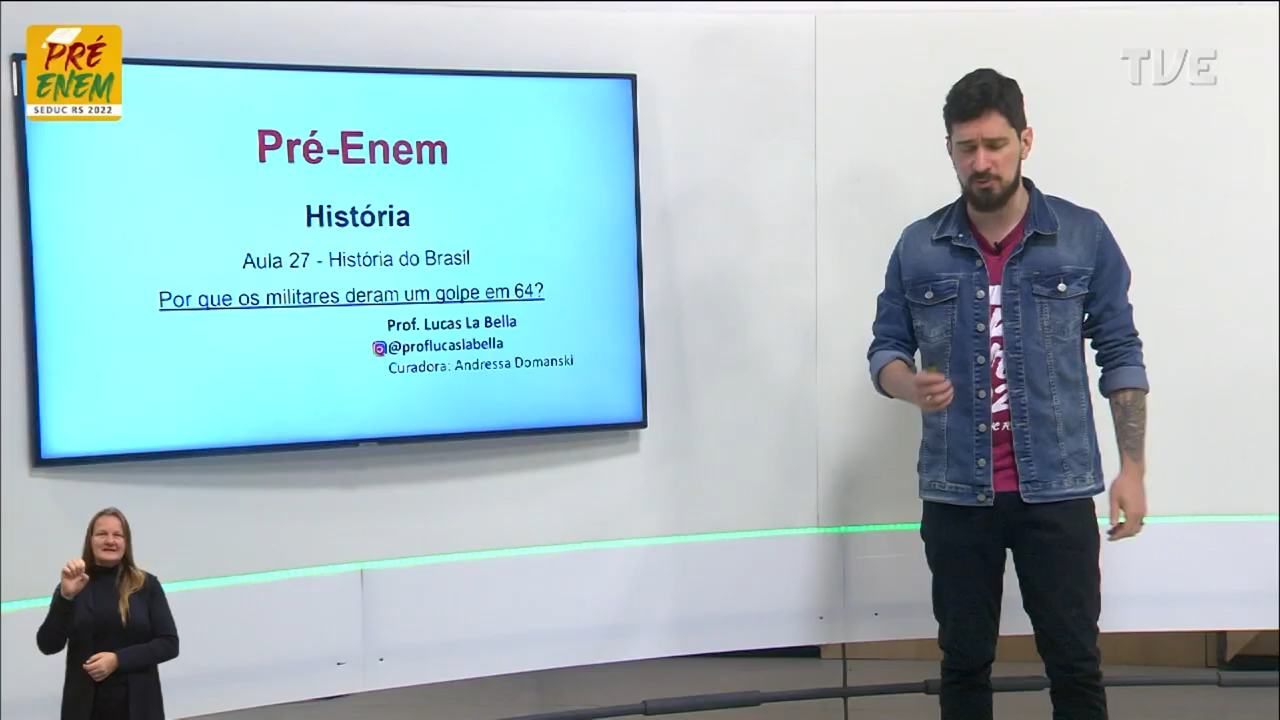 PRÉ
ENEM
SEDUC RS 2022
TVE
Pré-Enem
História
Aula 27 - História do Brasil
Por que os militares deram um golpe em 64?
Prof. Lucas La Bella
@proflucaslabella
Curadora: Andressa Domanski